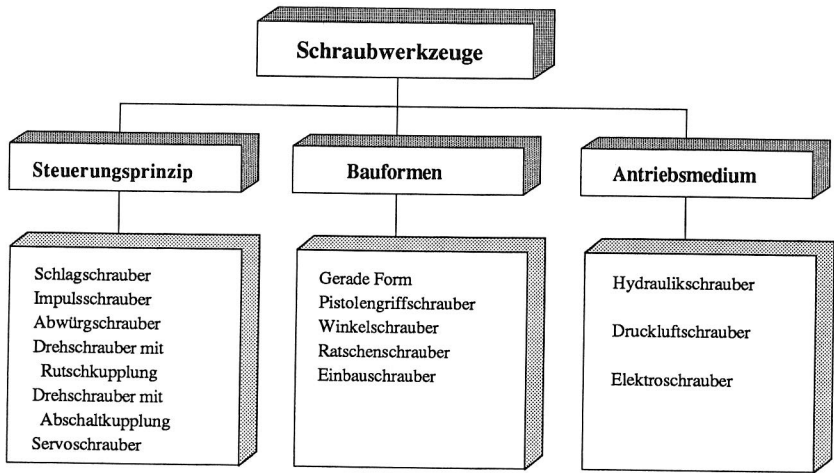 Schraubwerkzeuge
Steuerungsprinzip
Bauformen
Antriebsmedium
Schlagschrauber
Impulsschrauber
Abwürgschrauber
Drehschrauber mit
Rutschkupplung
Drehschrauber mit
Abschaltkupplung
Servoschrauber
Gerade Form
Pistolengriffschrauber
Winkelschrauber
Ratschenschrauber
Einbauschrauber
Hydraulikschrauber
Druckluftschrauber
Elektroschrauber